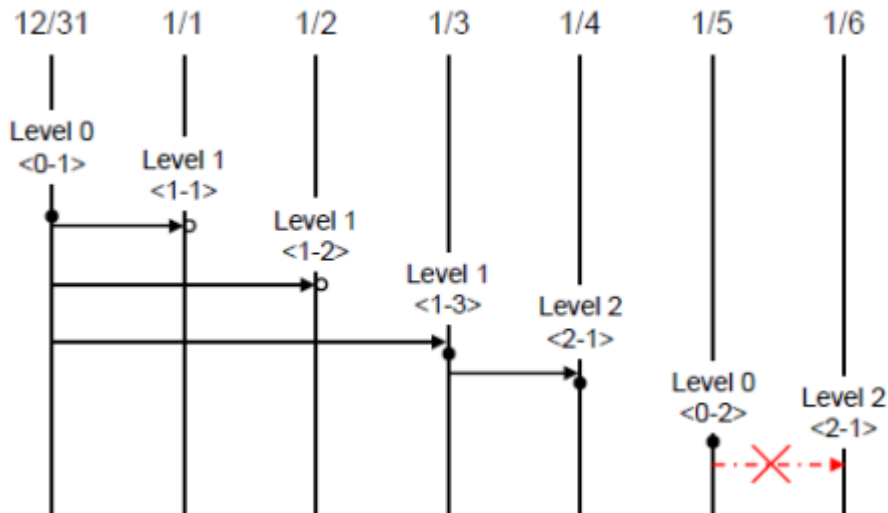 12/31 1/1 1/2 1/3 1/4 1/5 1/6
Level 0
<0-1>
Level 1
<1-1>
Level 1
<1-2>
Level 1
<1-3>
Level 2
<2-1>
Level 0
<0-2>
Level 2
<2-1>